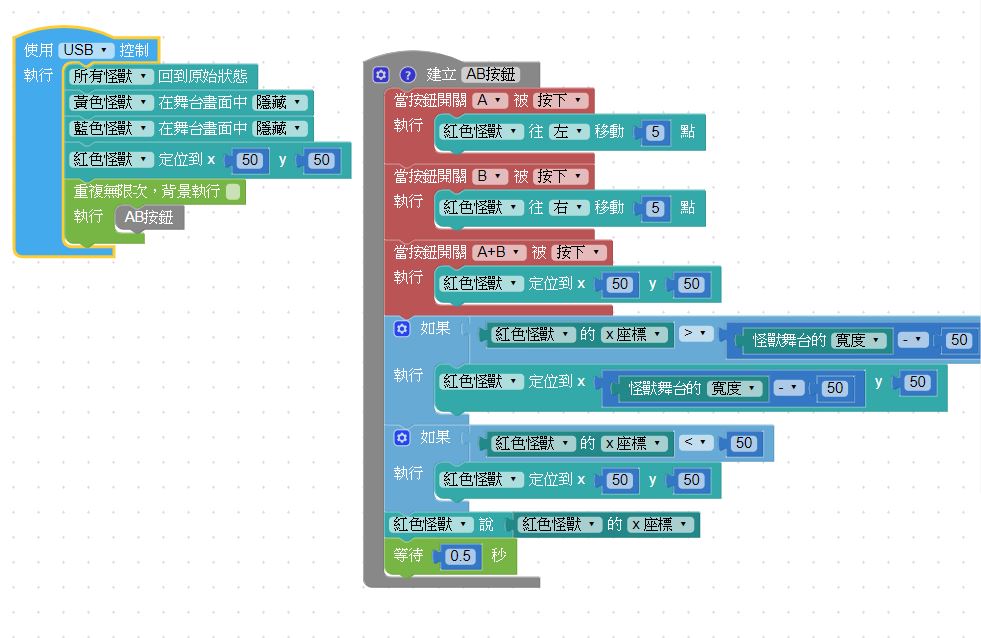 使用 USB 控制
執行
所有怪獸 回到原始狀態
黃色怪獸 在舞台畫面中 隱藏
藍色怪獸 在舞台畫面中 隱藏
紅色怪獸 定位到 x 50 y 50
重複無限次，背景執行
執行 AB按鈕
? 建立 AB按鈕
當按鈕開關 A 被 按下
執行 紅色怪獸 往 左 移動 5 點
當按鈕開關 B 被 按下
執行 紅色怪獸 往 右 移動 5 點
當按鈕開關 A+B 被 按下
執行 紅色怪獸 定位到 x 50 y 50
如果 紅色怪獸 的 x 座標 > 怪獸舞台的 寬度 - 50
執行 紅色怪獸 定位到 x 怪獸舞台的 寬度 - 50 y 50
如果 紅色怪獸 的 x 座標 < 50
執行 紅色怪獸 定位到 x 50 y 50
紅色怪獸 說 紅色怪獸 的 x 座標
等待 0.5 秒